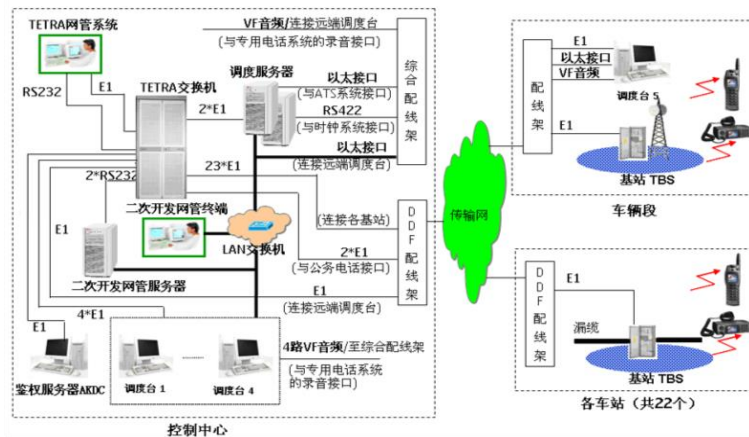 TETRA网管系统
VF音频/连接远端调度台
(与专用电话系统的录音接口)
E1
RS232
TETRA交换机
调度服务器
2*E1
以太接口
(与ATS系统接口)
RS422
(与时钟系统接口)
以太接口
(连接远端调度台)
综合配线架
23*E1
2*RS232
二次开发网管终端
(连接各基站)
E1
LAN交换机
2*E1
(与公务电话接口)
二次开发网管服务器
E1
(连接远端调度台)
DDF配线架
4*E1
E1
4路VF音频/至综合配线架
(与专用电话系统
的录音接口)
鉴权服务器AKDC
调度台 1
调度台 4
控制中心
传输网
配线架
E1
以太接口
VF音频
调度台 5
E1
基站 TBS
车辆段
DDF配线架
E1
漏缆
基站 TBS
各车站（共22个）